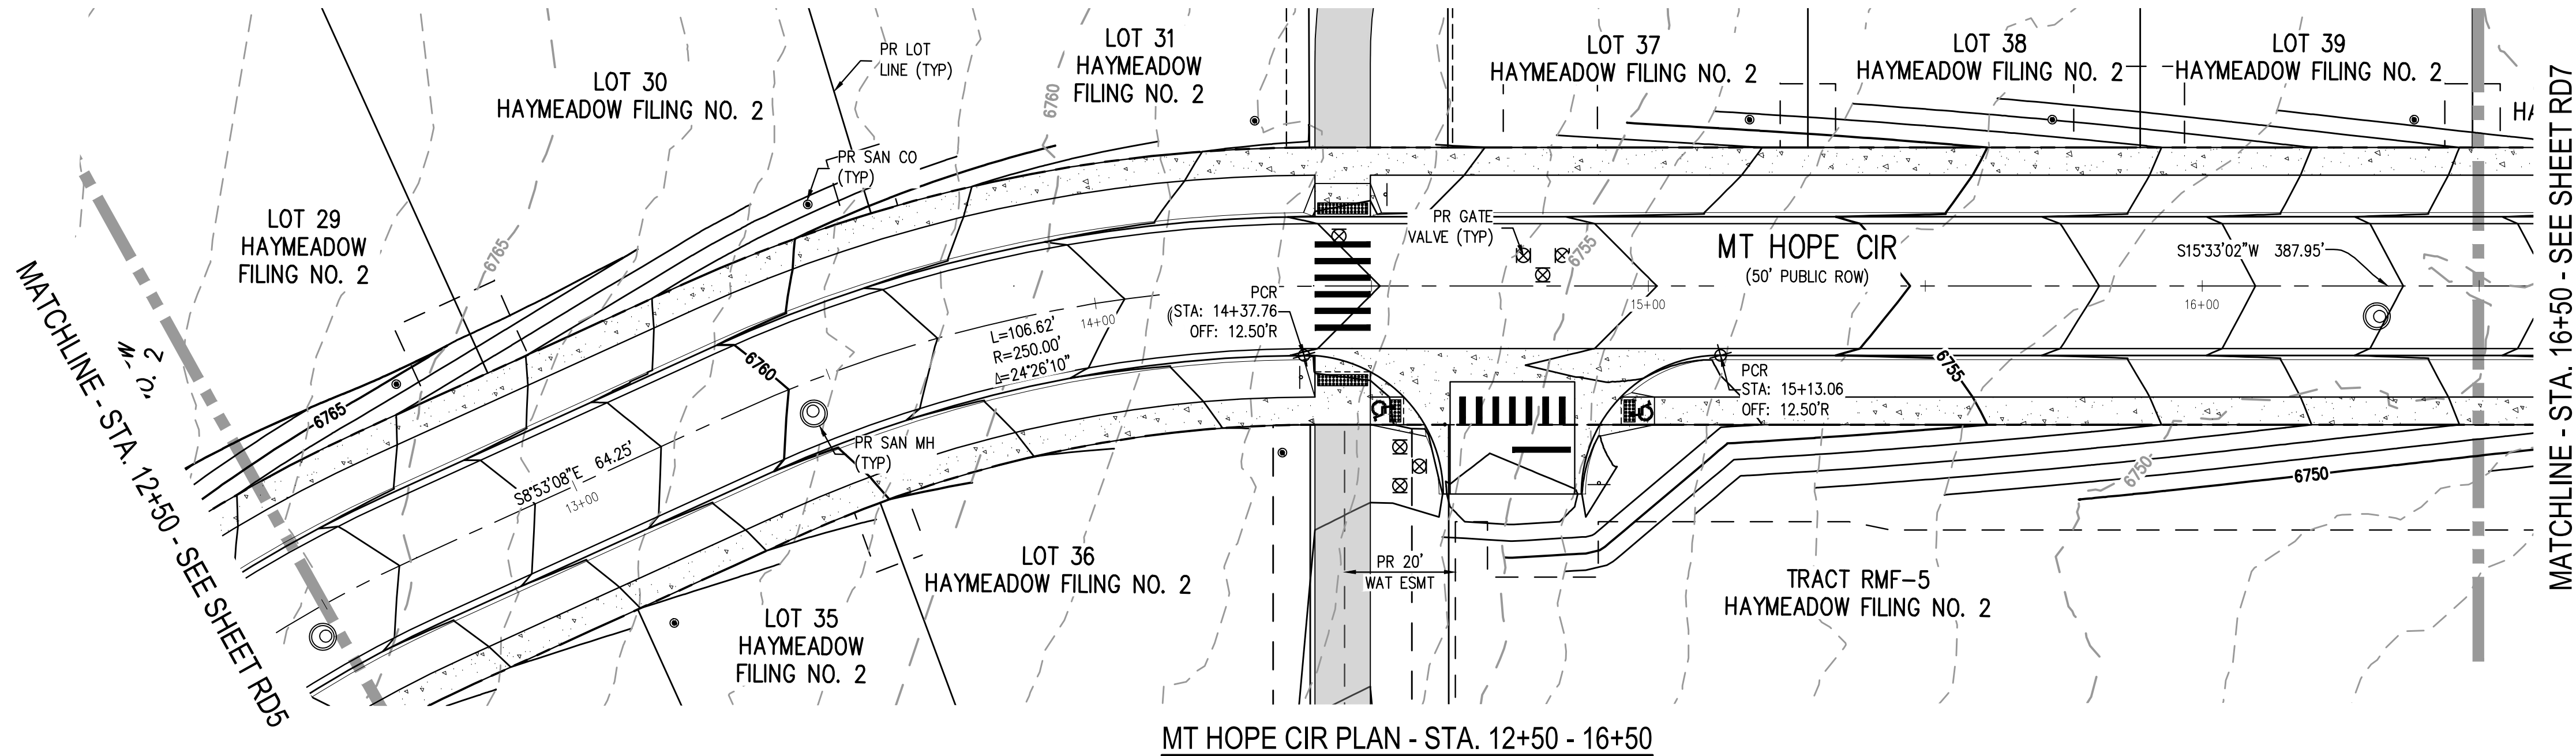 LOT 29
HAYMEADOW
FILING NO. 2
LOT 30
HAYMEADOW FILING NO. 2
PR LOT
LINE (TYP)
LOT 31
HAYMEADOW
FILING NO. 2
LOT 37
HAYMEADOW FILING NO. 2
LOT 38
HAYMEADOW FILING NO. 2
LOT 39
HAYMEADOW FILING NO. 2
HA
6760
6765
PR SAN CO
(TYP)
PR GATE
VALVE (TYP)
6755
MT HOPE CIR
(50' PUBLIC ROW)
S15°33'02"W 387.95'
MATCHLINE - STA. 12+50 - SEE SHEET RD5
MATCHLINE - STA. 16+50 - SEE SHEET RD7
PCR
STA: 14+37.76
OFF: 12.50'R
14+00
15+00
16+00
L=106.62'
R=250.00'
Δ=24°26'10"
6760
6765
PCR
STA: 15+13.06
OFF: 12.50'R
6755
PR SAN MH
(TYP)
S8°53'08"E 64.25'
13+00
6750
6750
LOT 36
HAYMEADOW FILING NO. 2
LOT 35
HAYMEADOW
FILING NO. 2
PR 20'
WAT ESMT
TRACT RMF-5
HAYMEADOW FILING NO. 2
MT HOPE CIR PLAN - STA. 12+50 - 16+50